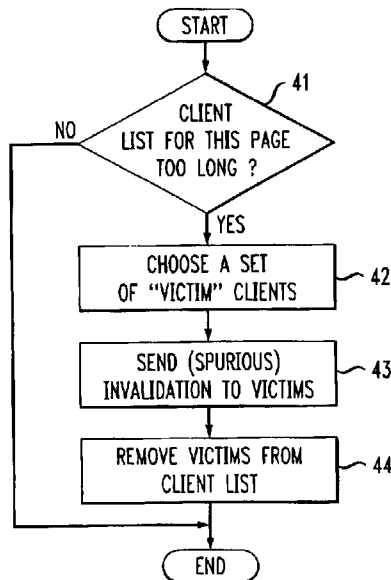 START
41
CLIENT
LIST FOR THIS PAGE
TOO LONG ?
NO
YES
CHOOSE A SET
OF "VICTIM" CLIENTS
42
SEND (SPURIOUS)
INVALIDATION TO VICTIMS
43
REMOVE VICTIMS FROM
CLIENT LIST
44
END